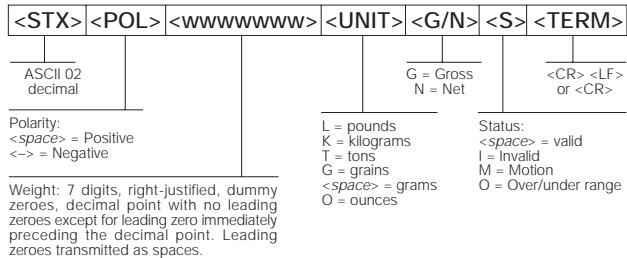 <STX> <POL> <wwwwwww> <UNIT> <G/N> <S> <TERM>
ASCII 02
decimal
G = Gross
N = Net
<CR> <LF>
or <CR>
Polarity:
<space> = Positive
<–> = Negative
L = pounds
K = kilograms
T = tons
G = grains
<space> = grams
O = ounces
Status:
<space> = valid
I = Invalid
M = Motion
O = Over/under range
Weight: 7 digits, right-justified, dummy
zeroes, decimal point with no leading
zeroes except for leading zero immediately
preceding the decimal point. Leading
zeroes transmitted as spaces.